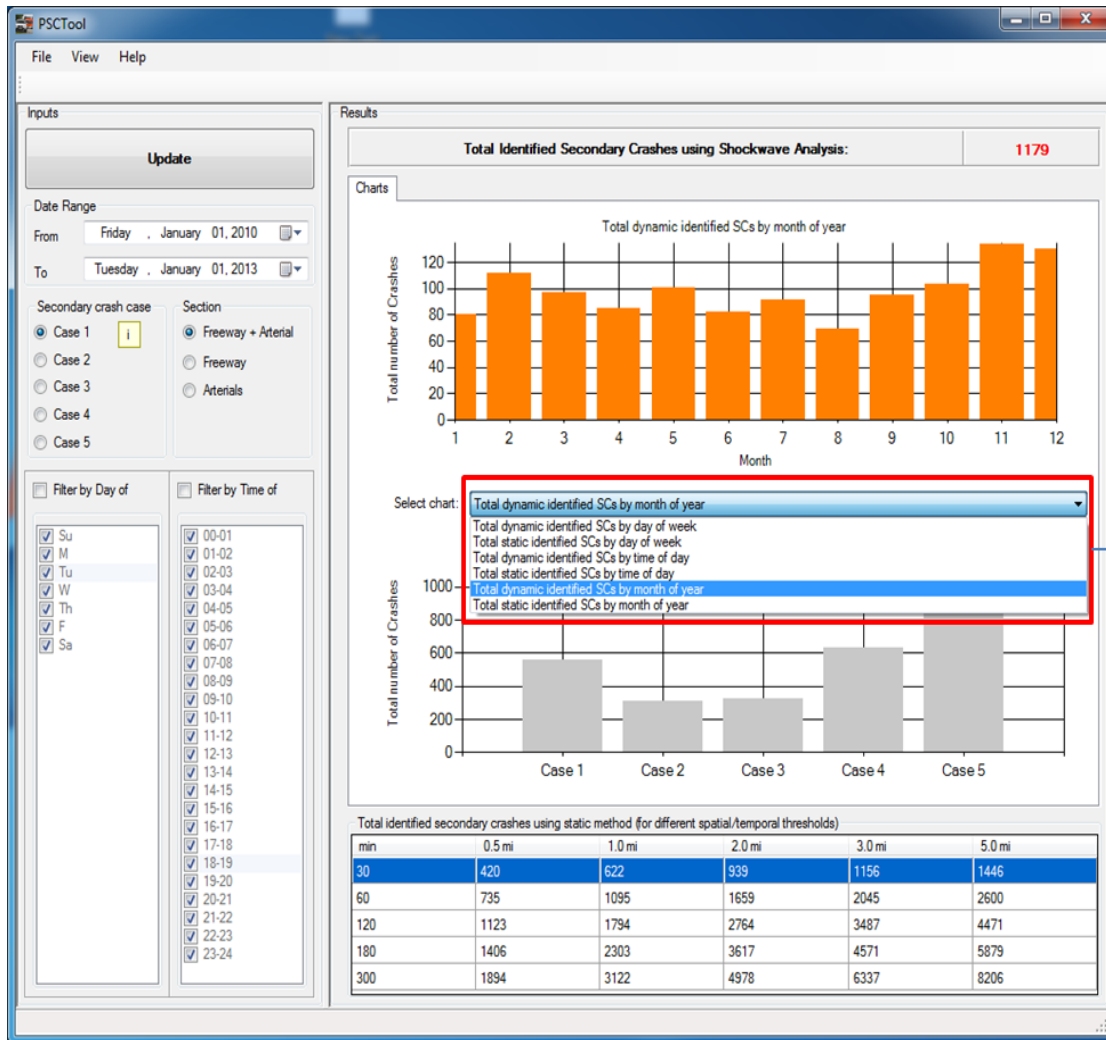 PSCTool
File View Help
Inputs
Update
Date Range
From Friday , January 01, 2010
To Tuesday , January 01, 2013
Secondary crash case
Case 1 i
Case 2
Case 3
Case 4
Case 5
Section
Freeway + Arterial
Freeway
Arterials
Filter by Day of
Su
M
Tu
W
Th
F
Sa
Filter by Time of
00-01
01-02
02-03
03-04
04-05
05-06
06-07
07-08
08-09
09-10
10-11
11-12
12-13
13-14
14-15
15-16
16-17
17-18
18-19
19-20
20-21
21-22
22-23
23-24
Results
Total Identified Secondary Crashes using Shockwave Analysis: 1179
Charts
Total dynamic identified SCs by month of year
Total number of Crashes
120
100
80
60
40
20
0
1 2 3 4 5 6 7 8 9 10 11 12
Month
Select chart: Total dynamic identified SCs by month of year
Total dynamic identified SCs by day of week
Total static identified SCs by day of week
Total dynamic identified SCs by time of day
Total static identified SCs by time of day
Total dynamic identified SCs by month of year
Total static identified SCs by month of year
Total number of Crashes
1000
800
600
400
200
0
Case 1 Case 2 Case 3 Case 4 Case 5
Total identified secondary crashes using static method (for different spatial/temporal thresholds)
min 0.5 mi 1.0 mi 2.0 mi 3.0 mi 5.0 mi
30 420 622 939 1156 1446
60 735 1095 1659 2045 2600
120 1123 1794 2764 3487 4471
180 1406 2303 3617 4571 5879
300 1894 3122 4978 6337 8206